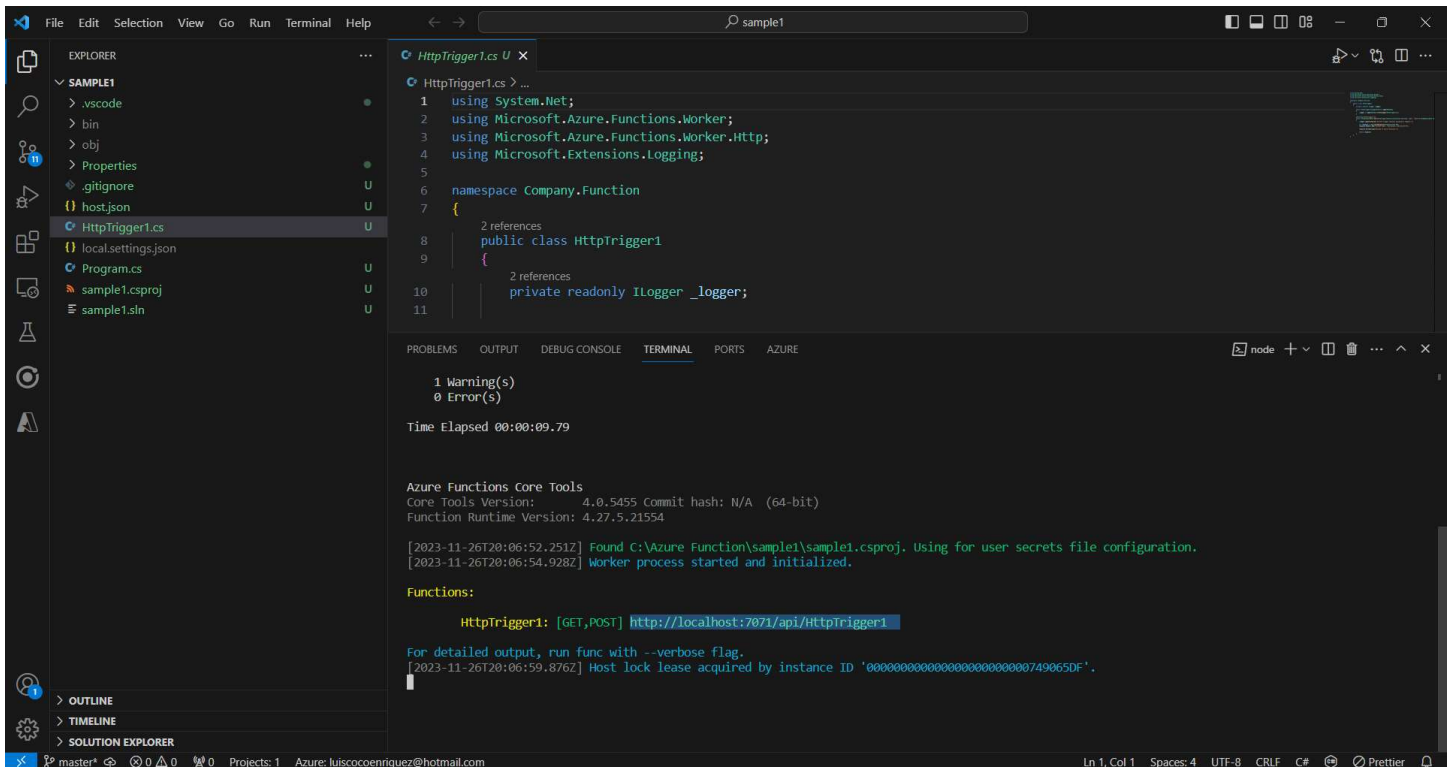 File Edit Selection View Go Run Terminal Help
sample1
EXPLORER
SAMPLE1
.vscode
bin
obj
Properties
.gitignore U
host.json U
HttpTrigger1.cs U
local.settings.json
Program.cs U
sample1.csproj U
sample1.sln U
OUTLINE
TIMELINE
SOLUTION EXPLORER
11
1
HttpTrigger1.cs U
HttpTrigger1.cs > ...
1 using System.Net;
2 using Microsoft.Azure.Functions.Worker;
3 using Microsoft.Azure.Functions.Worker.Http;
4 using Microsoft.Extensions.Logging;
5
6 namespace Company.Function
7 {
2 references
8 public class HttpTrigger1
9 {
2 references
10 private readonly ILogger _logger;
11
PROBLEMS OUTPUT DEBUG CONSOLE TERMINAL PORTS AZURE
node
1 Warning(s)
0 Error(s)
Time Elapsed 00:00:09.79
Azure Functions Core Tools
Core Tools Version: 4.0.5455 Commit hash: N/A (64-bit)
Function Runtime Version: 4.27.5.21554
[2023-11-26T20:06:52.251Z] Found C:\Azure Function\sample1\sample1.csproj. Using for user secrets file configuration.
[2023-11-26T20:06:54.928Z] Worker process started and initialized.
Functions:
HttpTrigger1: [GET,POST] http://localhost:7071/api/HttpTrigger1
For detailed output, run func with --verbose flag.
[2023-11-26T20:06:59.876Z] Host lock lease acquired by instance ID '000000000000000000000000749065DF'.
master* 0 0 0 Projects: 1 Azure: luiscocoenriquez@hotmail.com Ln 1, Col 1 Spaces: 4 UTF-8 CRLF C# Prettier